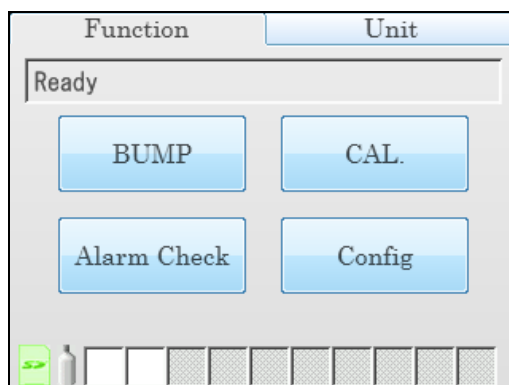 Function
Unit
Ready
BUMP
CAL.
Alarm Check
Config